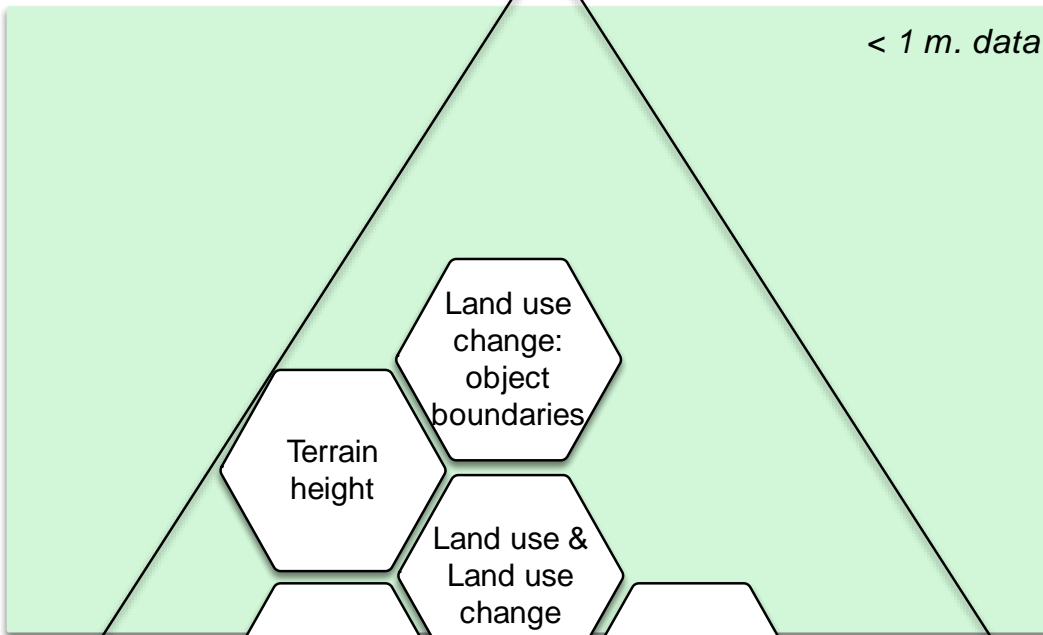 < 1 m. data
Land use
change:
object
boundaries
Terrain
height
Land use &
Land use
change